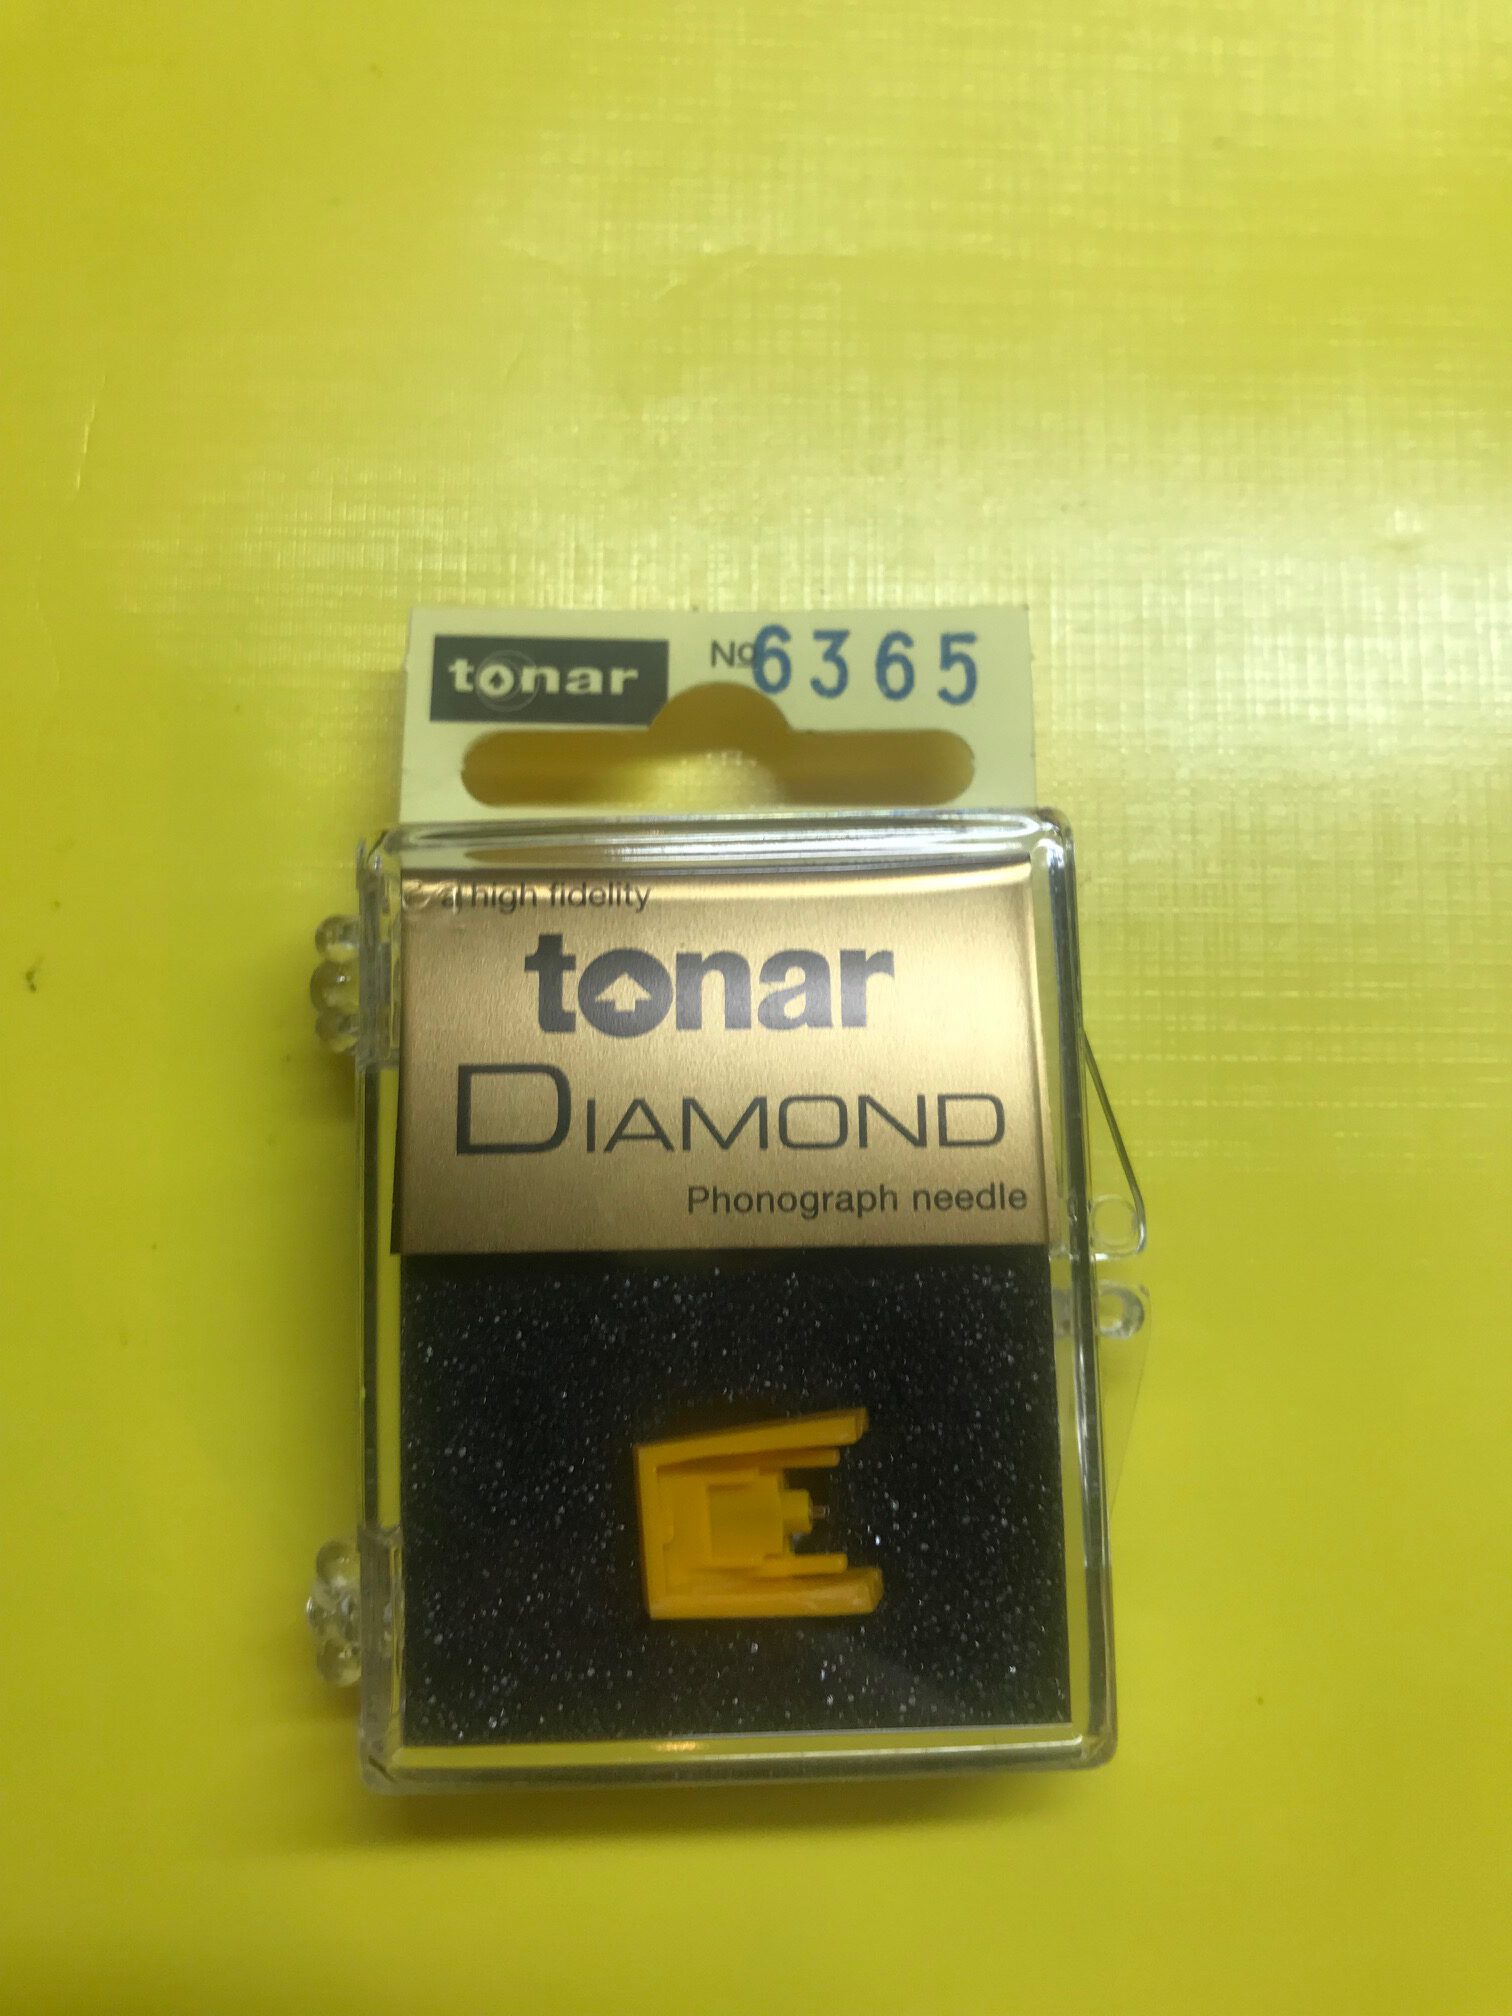 tonar
No 6365
a high fidelity
tonar
DIAMOND
Phonograph needle